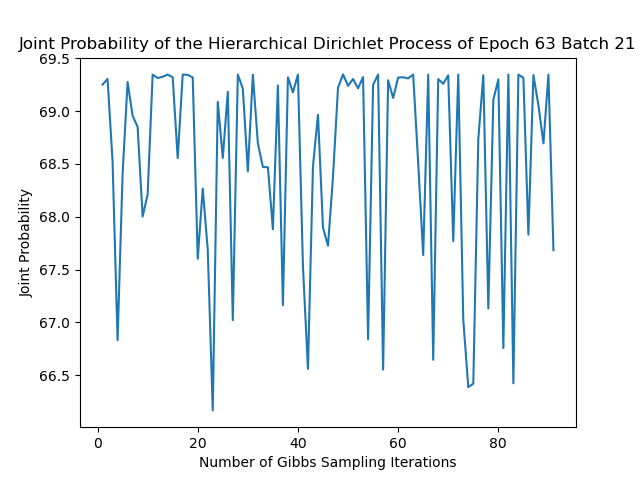 Joint Probability of the Hierarchical Dirichlet Process of Epoch 63 Batch 21
69.5
69.0
68.5
68.0
67.5
67.0
66.5
Joint Probability
0 20 40 60 80
Number of Gibbs Sampling Iterations